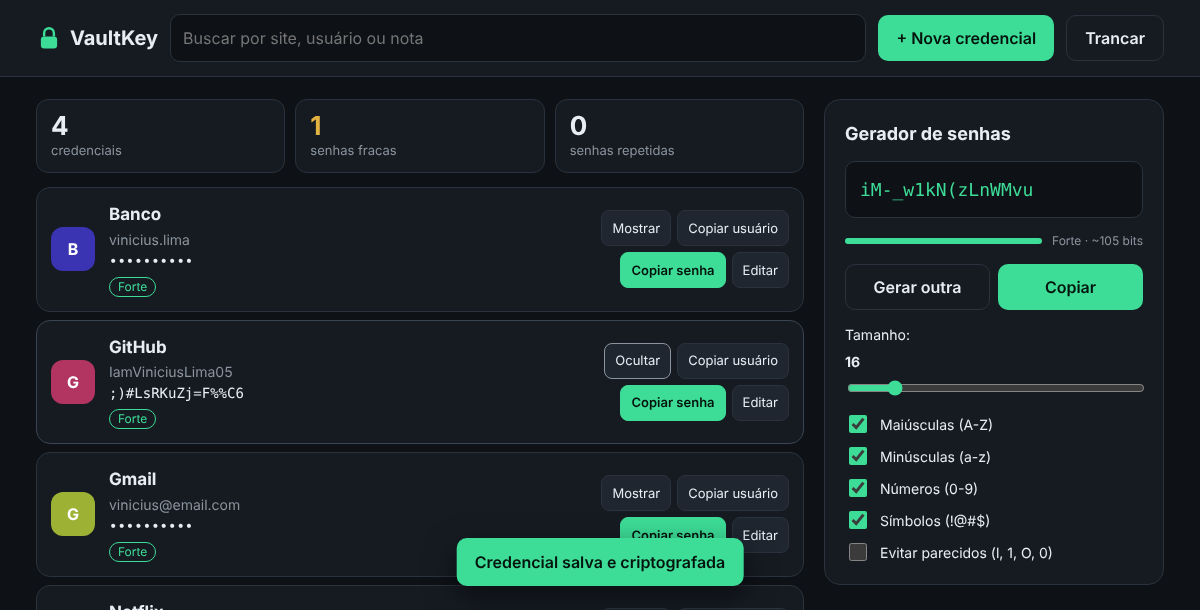 VaultKey
Buscar por site, usuário ou nota
+ Nova credencial
Trancar
4
credenciais
1
senhas fracas
0
senhas repetidas
B
Banco
vinicius.lima
••••••••••
Forte
Mostrar
Copiar usuário
Copiar senha
Editar
G
GitHub
IamViniciusLima05
;)#LsRKuZj=F%%C6
Forte
Ocultar
Copiar usuário
Copiar senha
Editar
G
Gmail
vinicius@email.com
••••••••••
Forte
Mostrar
Copiar usuário
Copiar senha
Editar
Netflix
Credencial salva e criptografada
Gerador de senhas
iM-_w1kN(zLnWMvu
Forte · ~105 bits
Gerar outra
Copiar
Tamanho:
16
Maiúsculas (A-Z)
Minúsculas (a-z)
Números (0-9)
Símbolos (!@#$)
Evitar parecidos (l, 1, O, 0)